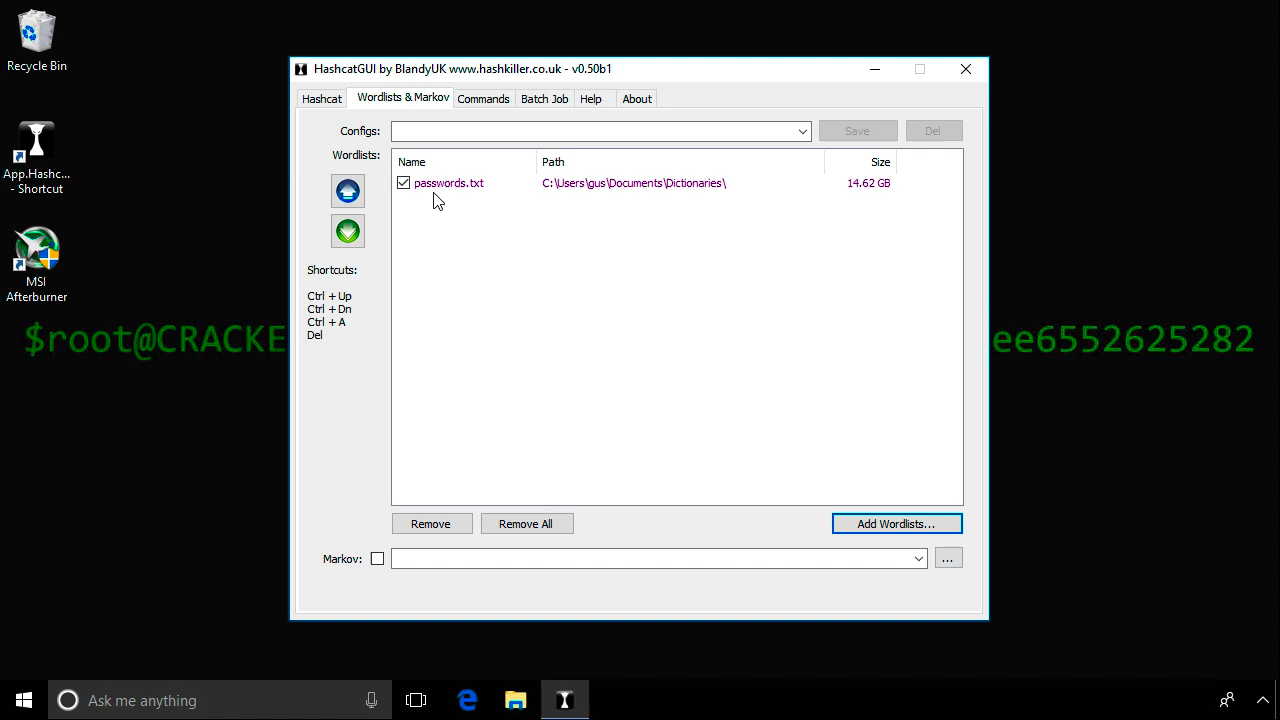 Recycle Bin
App.Hashc...
- Shortcut
MSI
Afterburner
$root@CRACKE
ee6552625282
HashcatGUI by BlandyUK www.hashkiller.co.uk - v0.50b1
Hashcat Wordlists & Markov Commands Batch Job Help About
Configs: Save Del
Wordlists:
Name Path Size
passwords.txt C:\Users\gus\Documents\Dictionaries\ 14.62 GB
Shortcuts:
Ctrl + Up
Ctrl + Dn
Ctrl + A
Del
Remove Remove All Add Wordlists...
Markov: ...
Ask me anything